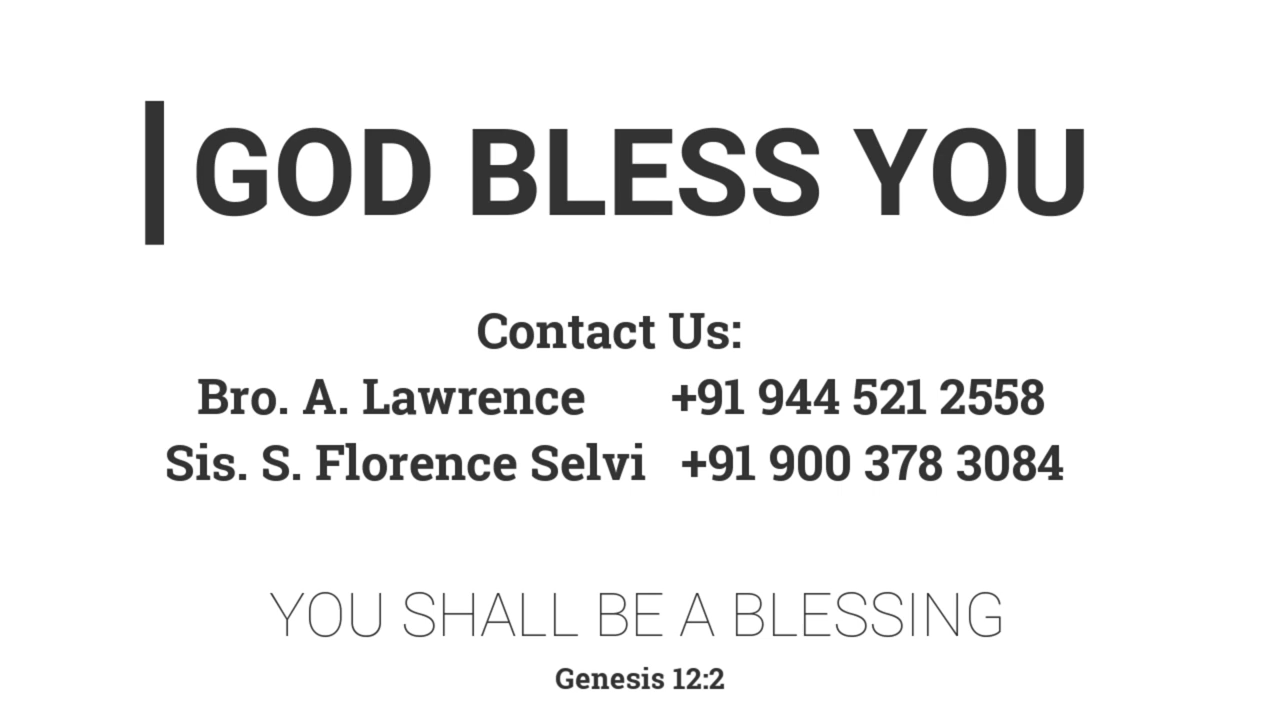 GOD BLESS YOU
Contact Us:
Bro. A. Lawrence +91 944 521 2558
Sis. S. Florence Selvi +91 900 378 3084
YOU SHALL BE A BLESSING
Genesis 12:2